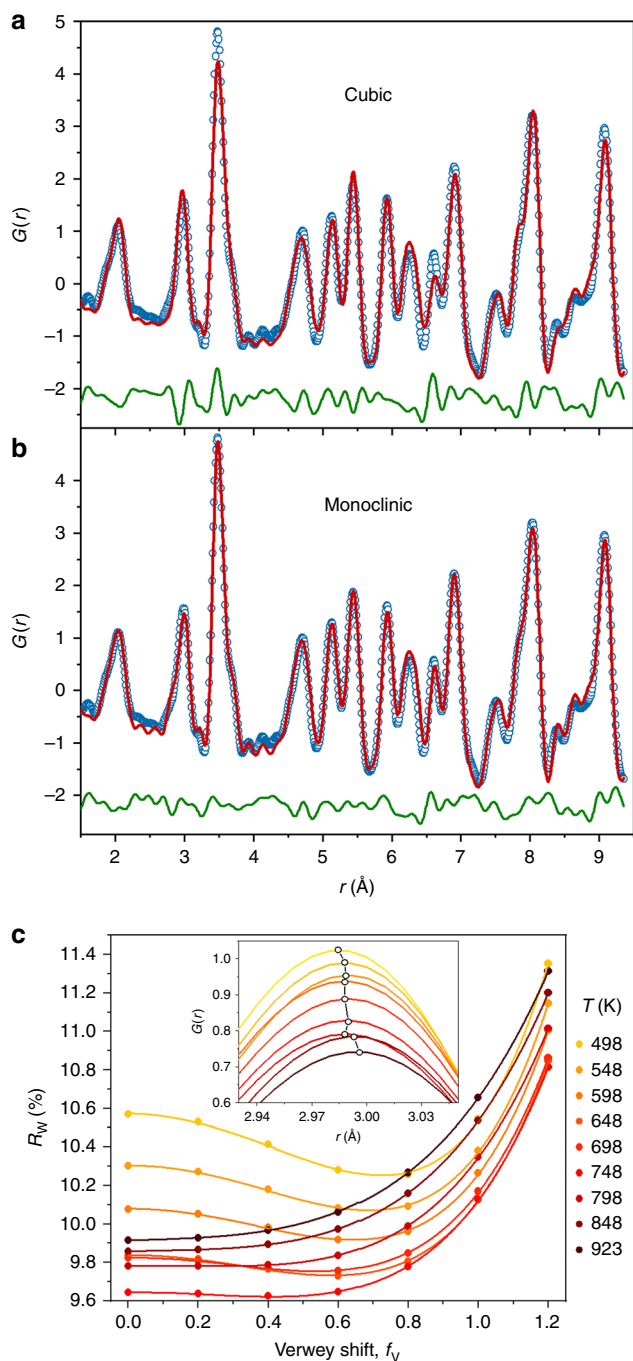 a
5
4
3
2
1
0
−1
−2
G(r)
Cubic
b
4
3
2
1
0
−1
−2
G(r)
Monoclinic
2 3 4 5 6 7 8 9
r (Å)
c
11.4
11.2
11.0
10.8
10.6
10.4
10.2
10.0
9.8
9.6
R_W (%)
1.0
0.9
0.8
0.7
0.6
G(r)
2.94 2.97 3.00 3.03
r (Å)
0.0 0.2 0.4 0.6 0.8 1.0 1.2
Verwey shift, f_V
T (K)
498
548
598
648
698
748
798
848
923